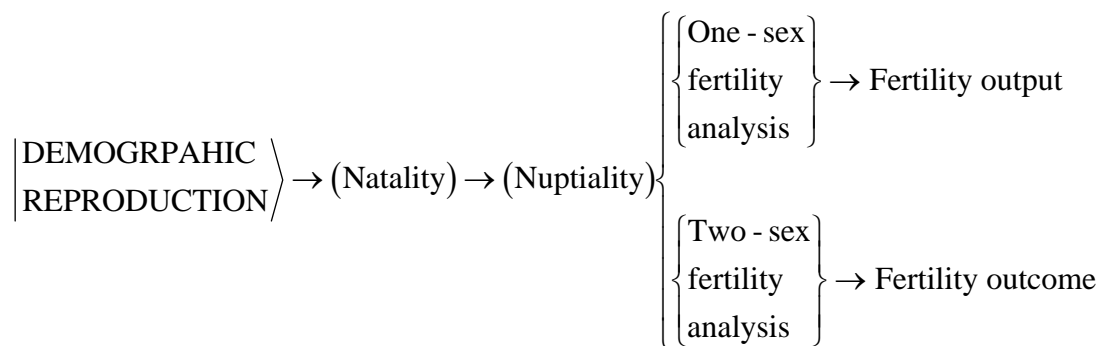 One - sex
fertility
analysis
→ Fertility output
DEMOGRPAHIC
REPRODUCTION
→ (Natality) → (Nuptiality)
Two - sex
fertility
analysis
→ Fertility outcome